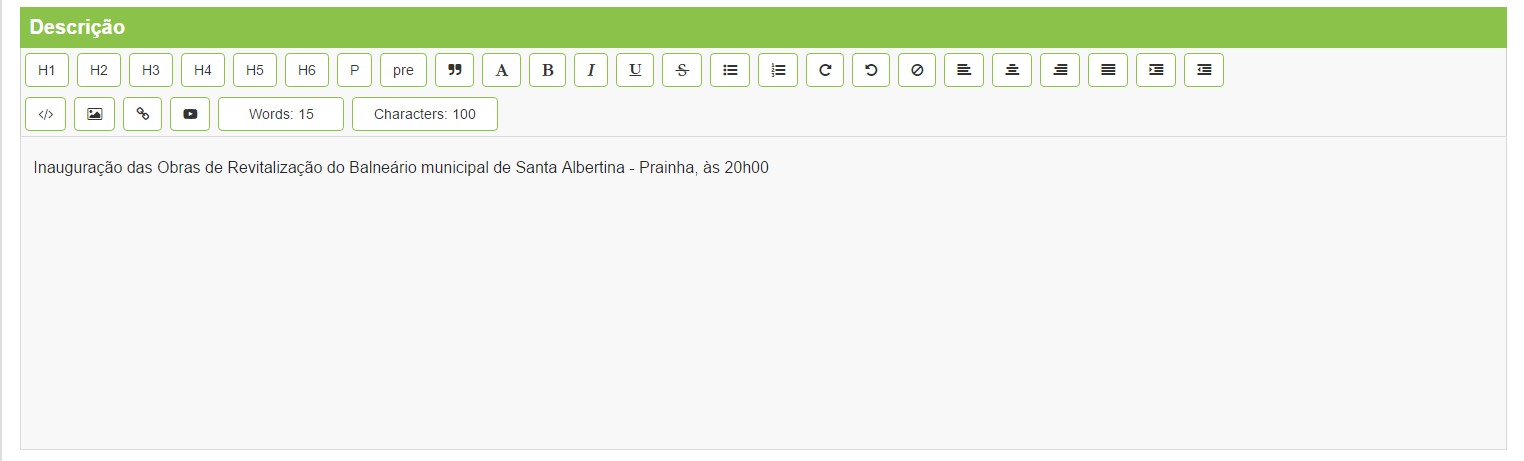 Descrição
H1 H2 H3 H4 H5 H6 P pre A B I U S
</> Words: 15 Characters: 100
Inauguração das Obras de Revitalização do Balneário municipal de Santa Albertina - Prainha, às 20h00